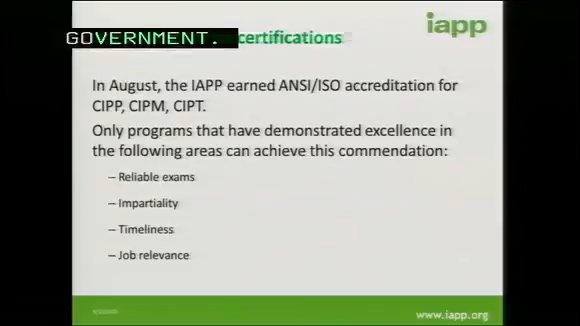 iapp
GOVERNMENT.
certifications
In August, the IAPP earned ANSI/ISO accreditation for
CIPP, CIPM, CIPT.
Only programs that have demonstrated excellence in
the following areas can achieve this commendation:
– Reliable exams
– Impartiality
– Timeliness
– Job relevance
www.iapp.org